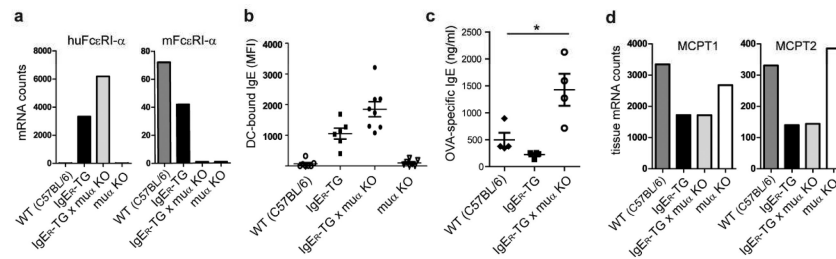 a
huFcεRI-α
mFcεRI-α
mRNA counts
8000
6000
4000
2000
0
80
60
40
20
0
WT (C57BL/6)
IgER-TG
IgER-TG x muα KO
muα KO
WT (C57BL/6)
IgER-TG
IgER-TG x muα KO
muα KO
b
DC-bound IgE (MFI)
4000
3000
2000
1000
WT (C57BL/6)
IgER-TG
IgER-TG x muα KO
muα KO
c
OVA-specific IgE (ng/ml)
2500
2000
1500
1000
500
0
*
WT (C57BL/6)
IgER-TG
IgER-TG x muα KO
d
MCPT1
MCPT2
tissue mRNA counts
4000
3000
2000
1000
0
400
300
200
100
0
WT (C57BL/6)
IgER-TG
IgER-TG x muα KO
muα KO
WT (C57BL/6)
IgER-TG
IgER-TG x muα KO
muα KO